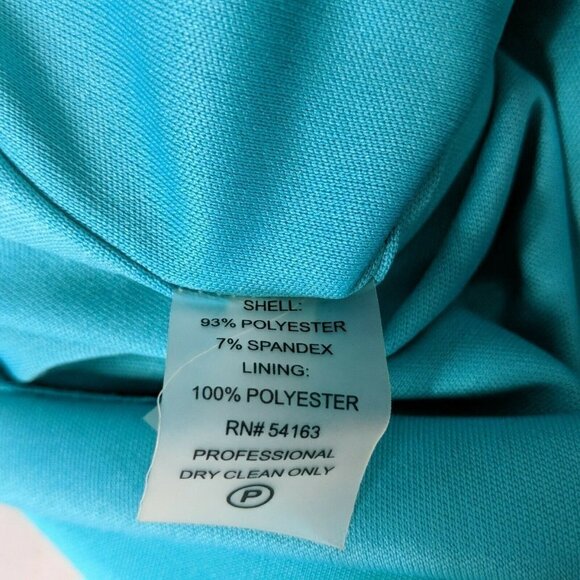 SHELL:
93% POLYESTER
7% SPANDEX
LINING:
100% POLYESTER
RN# 54163
PROFESSIONAL
DRY CLEAN ONLY
P